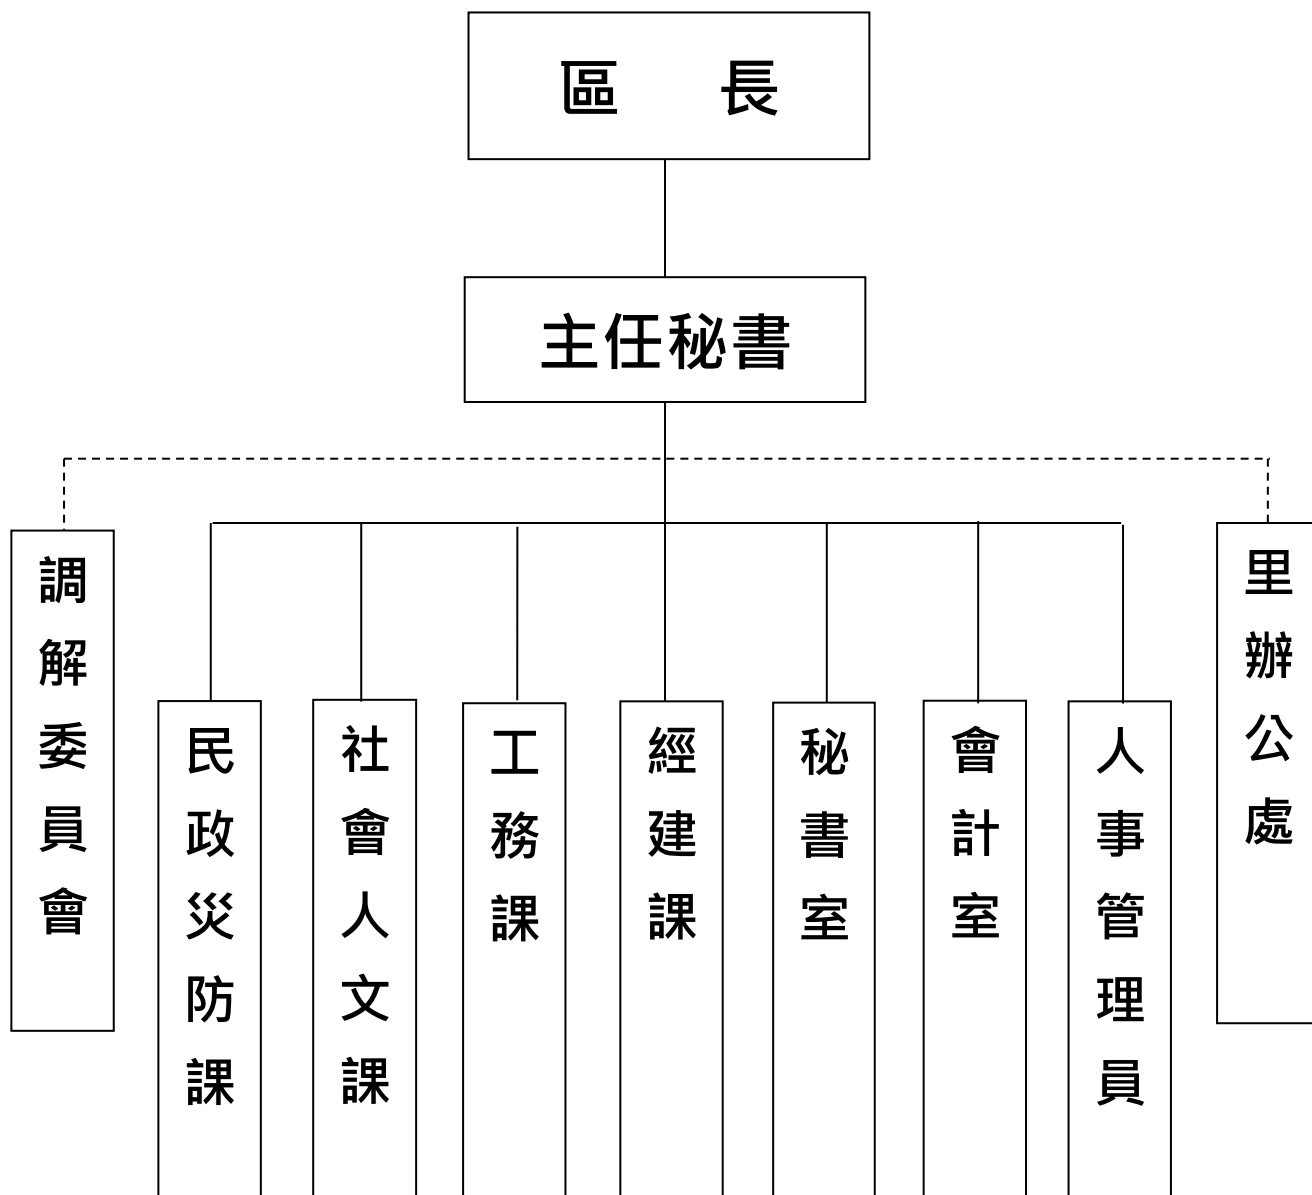 區 長
主任秘書
調解委員會
民政災防課
社會人文課
工務課
經建課
秘書室
會計室
人事管理員
里辦公處